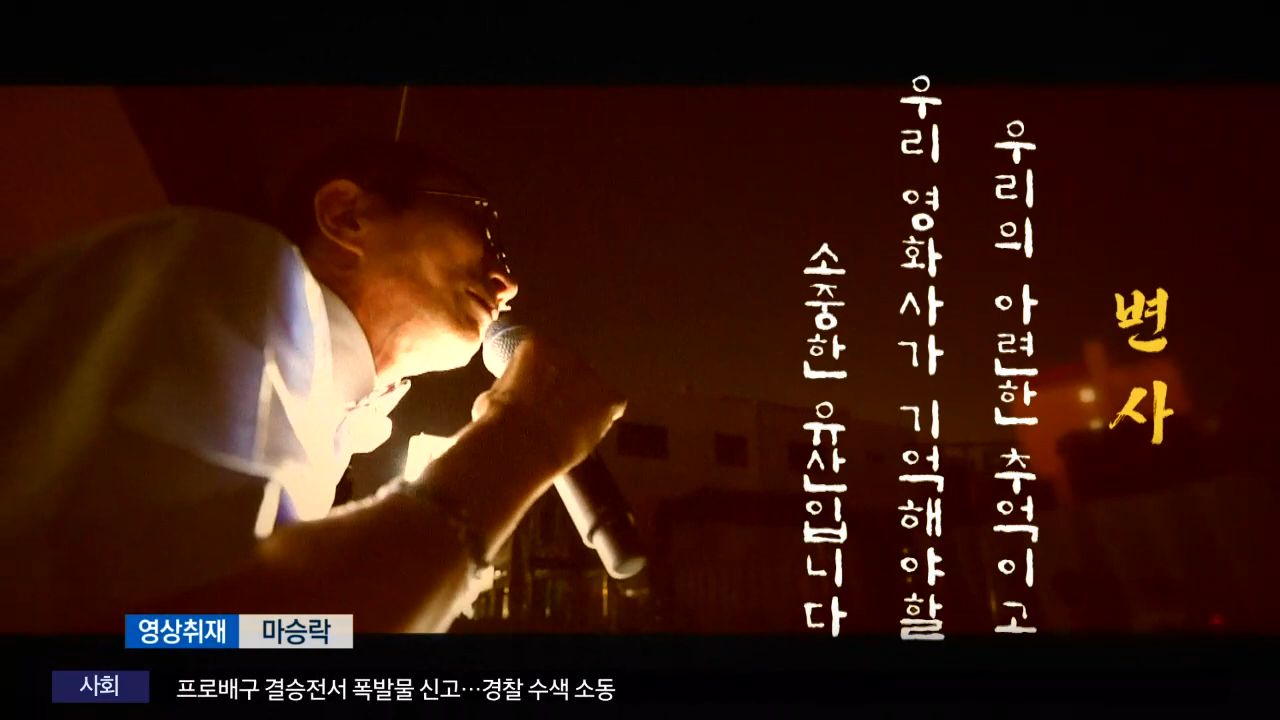 변사
우리의 아련한 추억이고
우리 영화사가 기억해야할
소중한 유산입니다
영상취재 마승락
사회 프로배구 결승전서 폭발물 신고…경찰 수색 소동